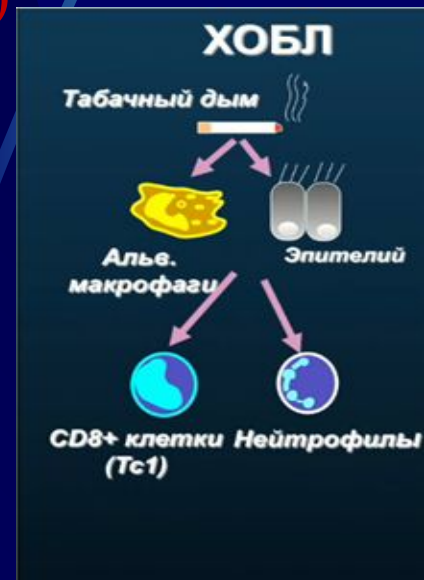 ХОБЛ
Табачный дым
Альв.
макрофаги
Эпителий
CD8+ клетки
(Tc1)
Нейтрофилы